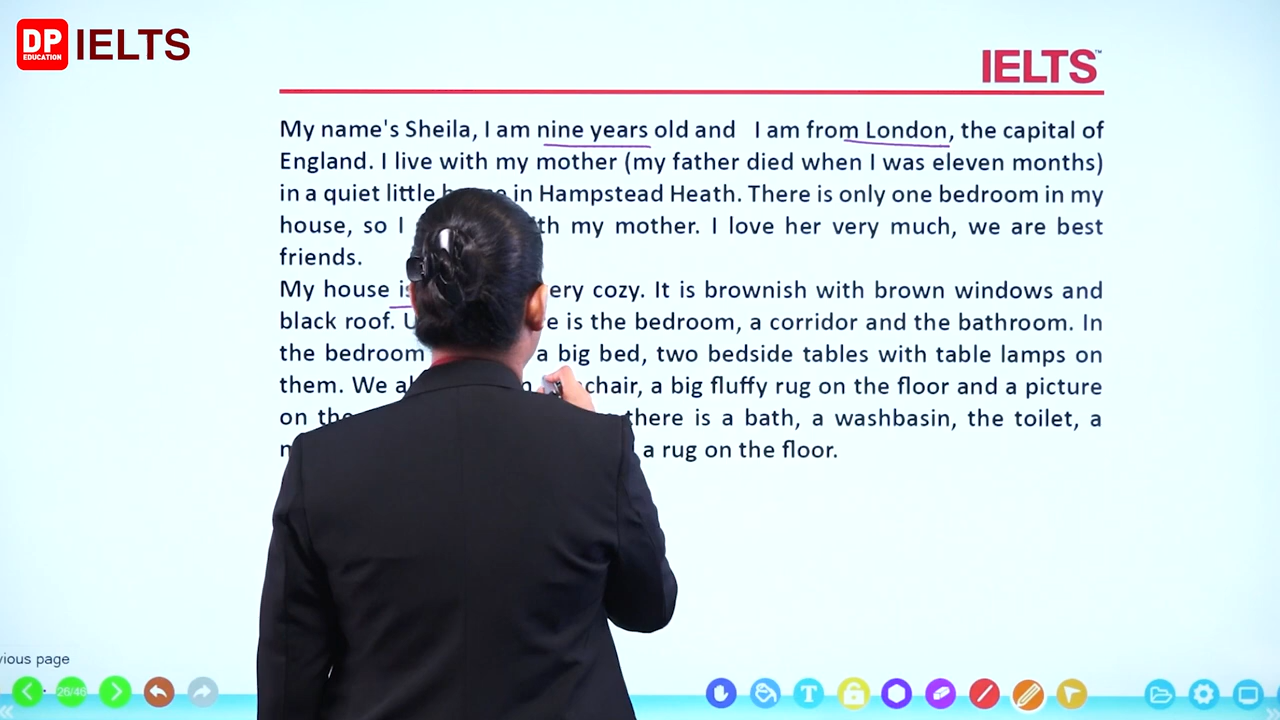 DP
EDUCATION
IELTS
IELTS™
My name's Sheila, I am nine years old and I am from London, the capital of
England. I live with my mother (my father died when I was eleven months)
in a quiet little in Hampstead Heath. There is only one bedroom in my
house, so I my mother. I love her very much, we are best
friends.
My house is cozy. It is brownish with brown windows and
black roof. is the bedroom, a corridor and the bathroom. In
the bedroom a big bed, two bedside tables with table lamps on
them. We a big fluffy rug on the floor and a picture
on there is a bath, a washbasin, the toilet, a
a rug on the floor.
page
26/46
T